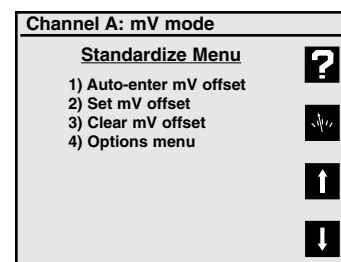 Channel A: mV mode
Standardize Menu
1) Auto-enter mV offset
2) Set mV offset
3) Clear mV offset
4) Options menu
?